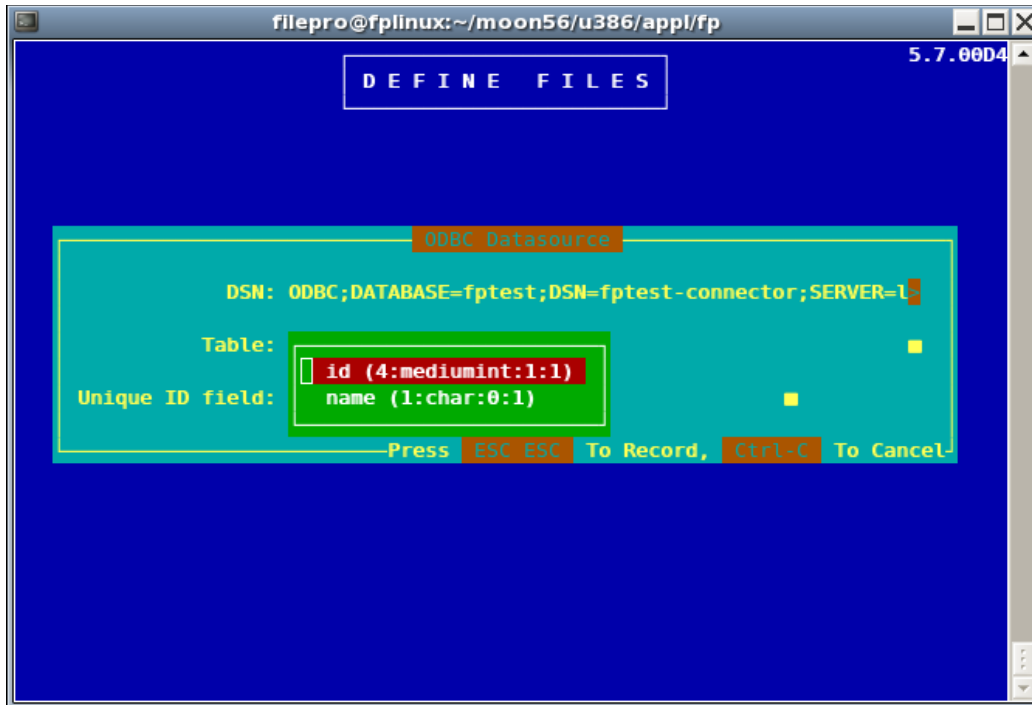 filepro@fplinux:~/moon56/u386/appl/fp
5.7.00D4
D E F I N E   F I L E S
ODBC Datasource
DSN: ODBC;DATABASE=fptest;DSN=fptest-connector;SERVER=l>
Table:
id (4:mediumint:1:1)
Unique ID field: name (1:char:0:1)
Press ESC ESC To Record, Ctrl-C To Cancel